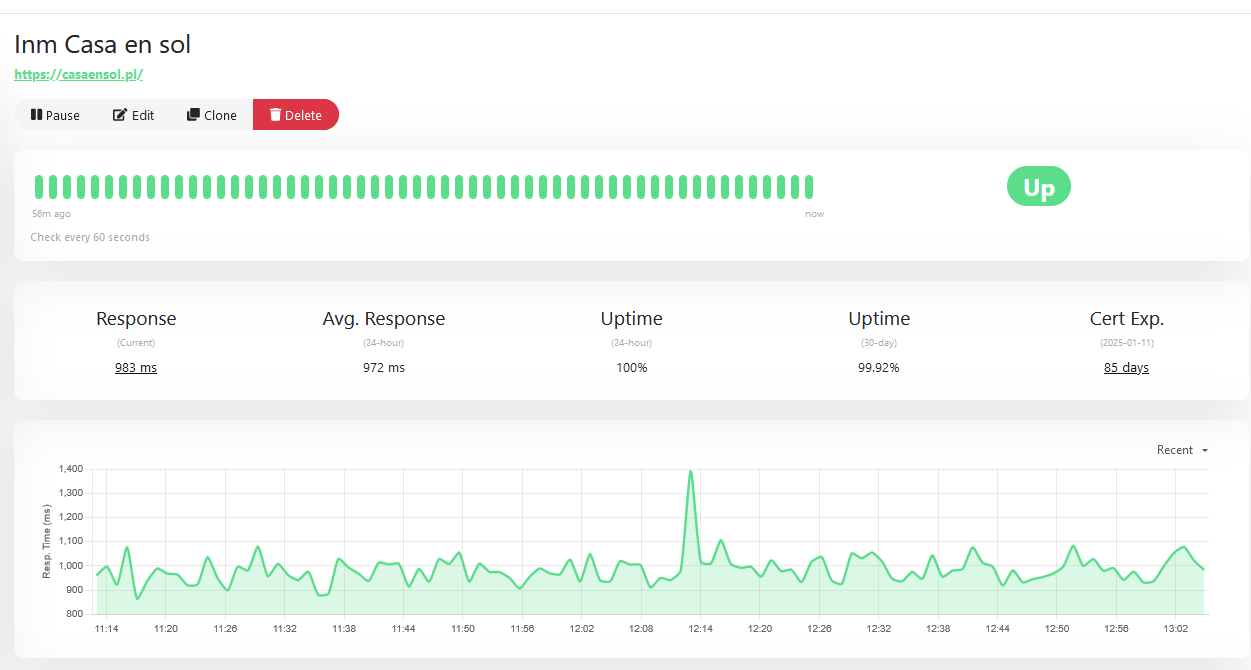 Inm Casa en sol
https://casaensol.pl/
Pause Edit Clone Delete
Up
56m ago now
Check every 60 seconds
Response Avg. Response Uptime Uptime Cert Exp.
(Current) (24-hour) (24-hour) (30-day) (2025-01-11)
983 ms 972 ms 100% 99.92% 85 days
Recent
Resp. Time (ms)
1,400
1,300
1,200
1,100
1,000
900
800
11:14 11:20 11:26 11:32 11:38 11:44 11:50 11:56 12:02 12:08 12:14 12:20 12:26 12:32 12:38 12:44 12:50 12:56 13:02